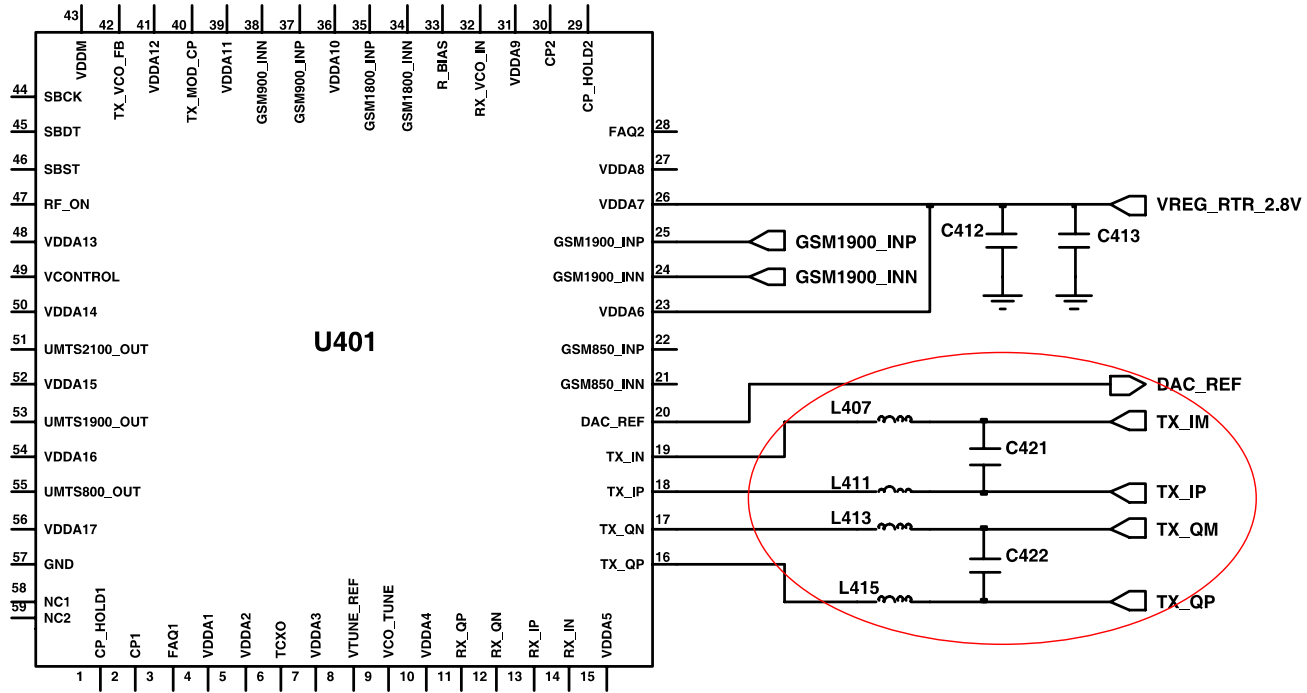 43 42 41 40 39 38 37 36 35 34 33 32 31 30 29
VDDM
TX_VCO_FB
VDDA12
TX_MOD_CP
VDDA11
GSM900_INN
GSM900_INP
VDDA10
GSM1800_INP
GSM1800_INN
R_BIAS
RX_VCO_IN
VDDA9
CP2
CP_HOLD2
44 SBCK
45 SBDT
46 SBST
47 RF_ON
48 VDDA13
49 VCONTROL
50 VDDA14
51 UMTS2100_OUT
52 VDDA15
53 UMTS1900_OUT
54 VDDA16
55 UMTS800_OUT
56 VDDA17
57 GND
58 NC1
59 NC2
U401
FAQ2 28
VDDA8 27
VDDA7 26 VREG_RTR_2.8V
C412 C413
GSM1900_INP 25 GSM1900_INP
GSM1900_INN 24 GSM1900_INN
VDDA6 23
GSM850_INP 22
GSM850_INN 21 DAC_REF
DAC_REF 20 L407 TX_IM
TX_IN 19 C421
TX_IP 18 L411 TX_IP
TX_QN 17 L413 TX_QM
TX_QP 16 C422
L415 TX_QP
CP_HOLD1
CP1
FAQ1
VDDA1
VDDA2
TCXO
VDDA3
VTUNE_REF
VCO_TUNE
VDDA4
RX_QP
RX_QN
RX_IP
RX_IN
VDDA5
1 2 3 4 5 6 7 8 9 10 11 12 13 14 15